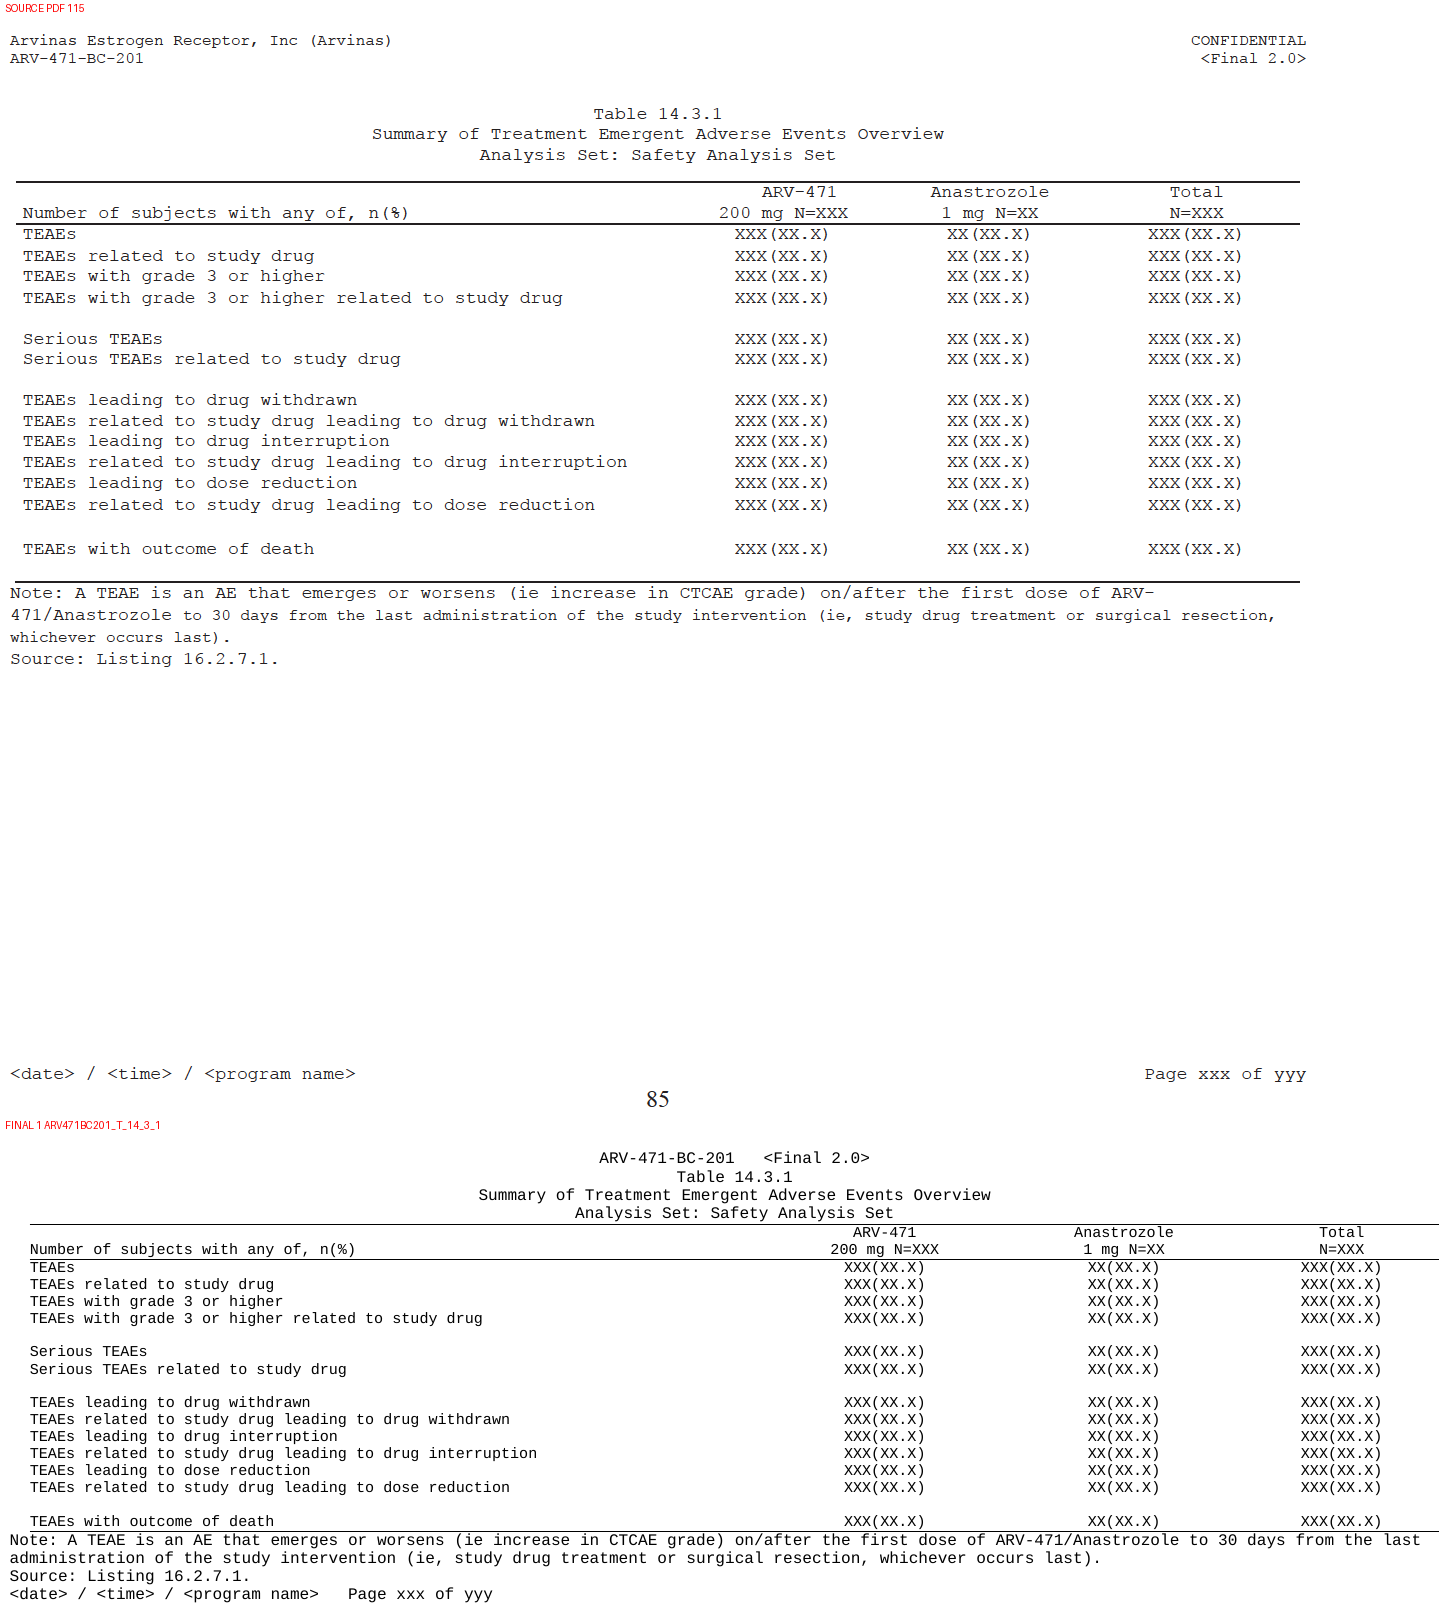 SOURCE PDF 115
Arvinas Estrogen Receptor, Inc (Arvinas) CONFIDENTIAL
ARV-471-BC-201 <Final 2.0>
Table 14.3.1
Summary of Treatment Emergent Adverse Events Overview
Analysis Set: Safety Analysis Set
ARV-471 Anastrozole Total
Number of subjects with any of, n(%) 200 mg N=XXX 1 mg N=XX N=XXX
TEAEs XXX(XX.X) XX(XX.X) XXX(XX.X)
TEAEs related to study drug XXX(XX.X) XX(XX.X) XXX(XX.X)
TEAEs with grade 3 or higher XXX(XX.X) XX(XX.X) XXX(XX.X)
TEAEs with grade 3 or higher related to study drug XXX(XX.X) XX(XX.X) XXX(XX.X)
Serious TEAEs XXX(XX.X) XX(XX.X) XXX(XX.X)
Serious TEAEs related to study drug XXX(XX.X) XX(XX.X) XXX(XX.X)
TEAEs leading to drug withdrawn XXX(XX.X) XX(XX.X) XXX(XX.X)
TEAEs related to study drug leading to drug withdrawn XXX(XX.X) XX(XX.X) XXX(XX.X)
TEAEs leading to drug interruption XXX(XX.X) XX(XX.X) XXX(XX.X)
TEAEs related to study drug leading to drug interruption XXX(XX.X) XX(XX.X) XXX(XX.X)
TEAEs leading to dose reduction XXX(XX.X) XX(XX.X) XXX(XX.X)
TEAEs related to study drug leading to dose reduction XXX(XX.X) XX(XX.X) XXX(XX.X)
TEAEs with outcome of death XXX(XX.X) XX(XX.X) XXX(XX.X)
Note: A TEAE is an AE that emerges or worsens (ie increase in CTCAE grade) on/after the first dose of ARV-
471/Anastrozole to 30 days from the last administration of the study intervention (ie, study drug treatment or surgical resection,
whichever occurs last).
Source: Listing 16.2.7.1.
<date> / <time> / <program name> Page xxx of yyy
85
FINAL 1 ARV471BC201_T_14_3_1
ARV-471-BC-201 <Final 2.0>
Table 14.3.1
Summary of Treatment Emergent Adverse Events Overview
Analysis Set: Safety Analysis Set
ARV-471 Anastrozole Total
Number of subjects with any of, n(%) 200 mg N=XXX 1 mg N=XX N=XXX
TEAEs XXX(XX.X) XX(XX.X) XXX(XX.X)
TEAEs related to study drug XXX(XX.X) XX(XX.X) XXX(XX.X)
TEAEs with grade 3 or higher XXX(XX.X) XX(XX.X) XXX(XX.X)
TEAEs with grade 3 or higher related to study drug XXX(XX.X) XX(XX.X) XXX(XX.X)
Serious TEAEs XXX(XX.X) XX(XX.X) XXX(XX.X)
Serious TEAEs related to study drug XXX(XX.X) XX(XX.X) XXX(XX.X)
TEAEs leading to drug withdrawn XXX(XX.X) XX(XX.X) XXX(XX.X)
TEAEs related to study drug leading to drug withdrawn XXX(XX.X) XX(XX.X) XXX(XX.X)
TEAEs leading to drug interruption XXX(XX.X) XX(XX.X) XXX(XX.X)
TEAEs related to study drug leading to drug interruption XXX(XX.X) XX(XX.X) XXX(XX.X)
TEAEs leading to dose reduction XXX(XX.X) XX(XX.X) XXX(XX.X)
TEAEs related to study drug leading to dose reduction XXX(XX.X) XX(XX.X) XXX(XX.X)
TEAEs with outcome of death XXX(XX.X) XX(XX.X) XXX(XX.X)
Note: A TEAE is an AE that emerges or worsens (ie increase in CTCAE grade) on/after the first dose of ARV-471/Anastrozole to 30 days from the last
administration of the study intervention (ie, study drug treatment or surgical resection, whichever occurs last).
Source: Listing 16.2.7.1.
<date> / <time> / <program name> Page xxx of yyy